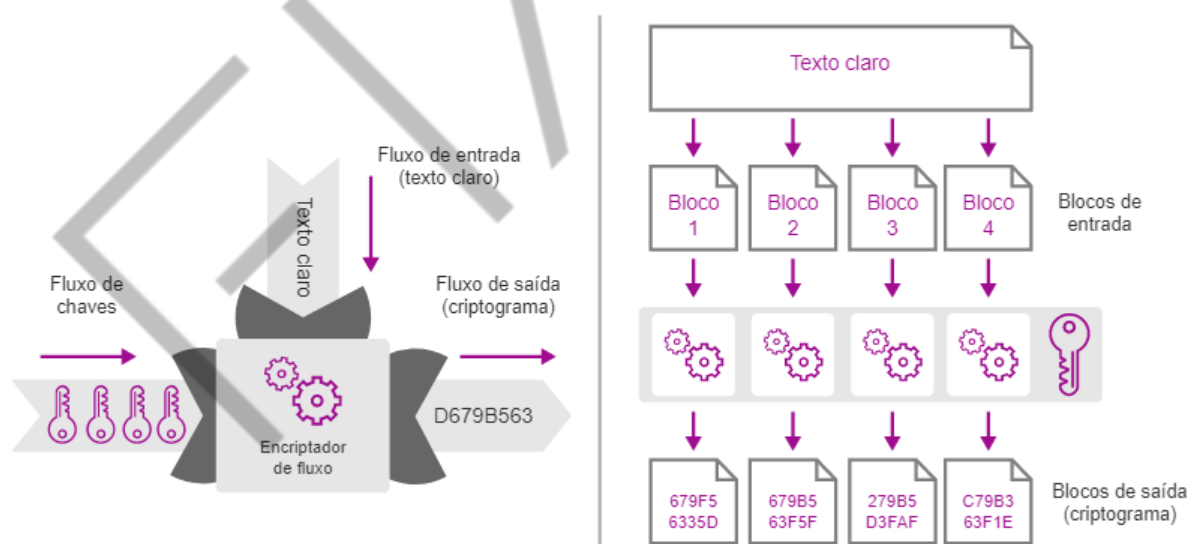 Fluxo de entrada
(texto claro)
Texto claro
Fluxo de
chaves
Fluxo de saída
(criptograma)
D679B563
Encriptador
de fluxo
Texto claro
Bloco
1
Bloco
2
Bloco
3
Bloco
4
Blocos de
entrada
679F5
6335D
679B5
63F5F
279B5
D3FAF
C79B3
63F1E
Blocos de saída
(criptograma)